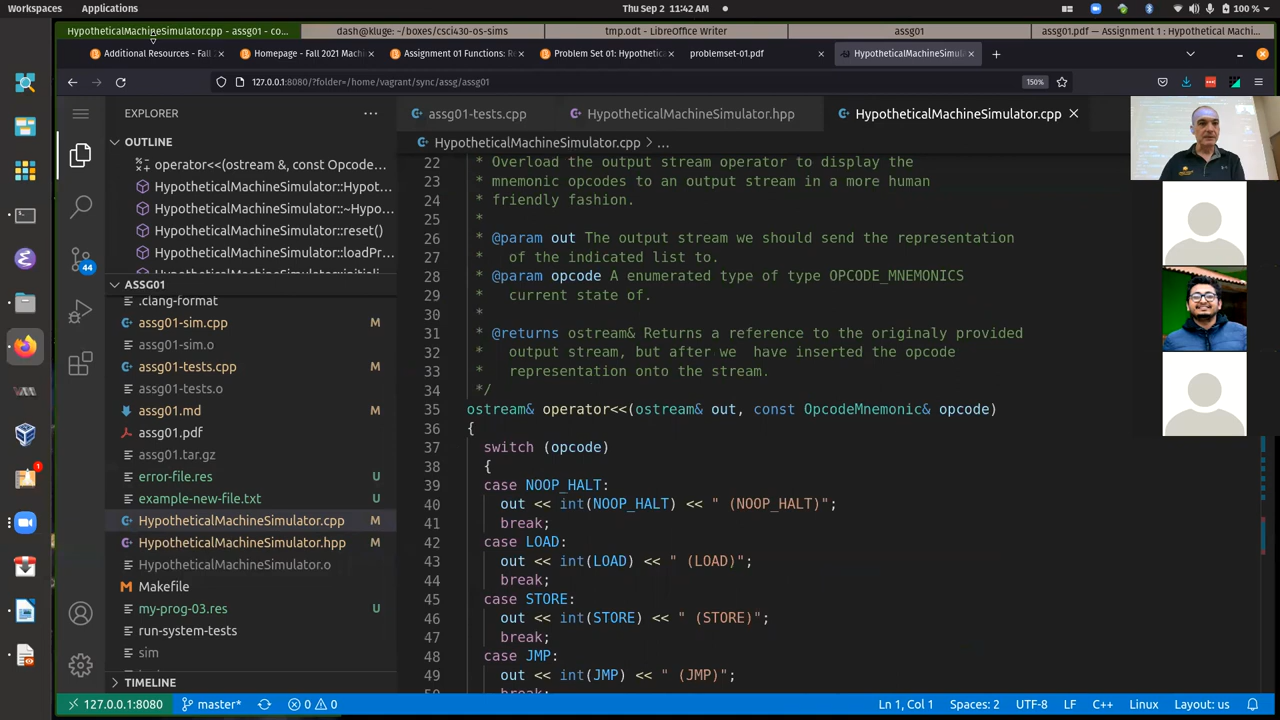 Workspaces Applications Thu Sep 2 11:42 AM 100 %
HypotheticalMachineSimulator.cpp - assg01 - co... dash@kluge: ~/boxes/csci430-os-sims tmp.odt - LibreOffice Writer assg01 assg01.pdf — Assignment 1 : Hypothetical Machi...
Additional Resources - Fall Homepage - Fall 2021 Machi Assignment 01 Functions: Re Problem Set 01: Hypothetic problemset-01.pdf HypotheticalMachineSimul
127.0.0.1:8080/?folder=/home/vagrant/sync/assg/assg01 150%
EXPLORER
OUTLINE
operator<<(ostream &, const Opcode...
HypotheticalMachineSimulator::Hypot...
HypotheticalMachineSimulator::~Hypo...
HypotheticalMachineSimulator::reset()
HypotheticalMachineSimulator::loadPr...
HypotheticalMachineSimulator::initiali...
44
ASSG01
.clang-format
assg01-sim.cpp M
assg01-sim.o
assg01-tests.cpp M
assg01-tests.o
assg01.md M
assg01.pdf
assg01.tar.gz
error-file.res U
example-new-file.txt U
HypotheticalMachineSimulator.cpp M
HypotheticalMachineSimulator.hpp M
HypotheticalMachineSimulator.o
Makefile
my-prog-03.res U
run-system-tests
sim
TIMELINE
1
assg01-tests.cpp HypotheticalMachineSimulator.hpp HypotheticalMachineSimulator.cpp
HypotheticalMachineSimulator.cpp > ...
22 * Overload the output stream operator to display the
23 * mnemonic opcodes to an output stream in a more human
24 * friendly fashion.
25 *
26 * @param out The output stream we should send the representation
27 * of the indicated list to.
28 * @param opcode A enumerated type of type OPCODE_MNEMONICS
29 * current state of.
30 *
31 * @returns ostream& Returns a reference to the originaly provided
32 * output stream, but after we have inserted the opcode
33 * representation onto the stream.
34 */
35 ostream& operator<<(ostream& out, const OpcodeMnemonic& opcode)
36 {
37 switch (opcode)
38 {
39 case NOOP_HALT:
40 out << int(NOOP_HALT) << " (NOOP_HALT)";
41 break;
42 case LOAD:
43 out << int(LOAD) << " (LOAD)";
44 break;
45 case STORE:
46 out << int(STORE) << " (STORE)";
47 break;
48 case JMP:
49 out << int(JMP) << " (JMP)";
50 break;
127.0.0.1:8080 master* 0 0 Ln 1, Col 1 Spaces: 2 UTF-8 LF C++ Linux Layout: us